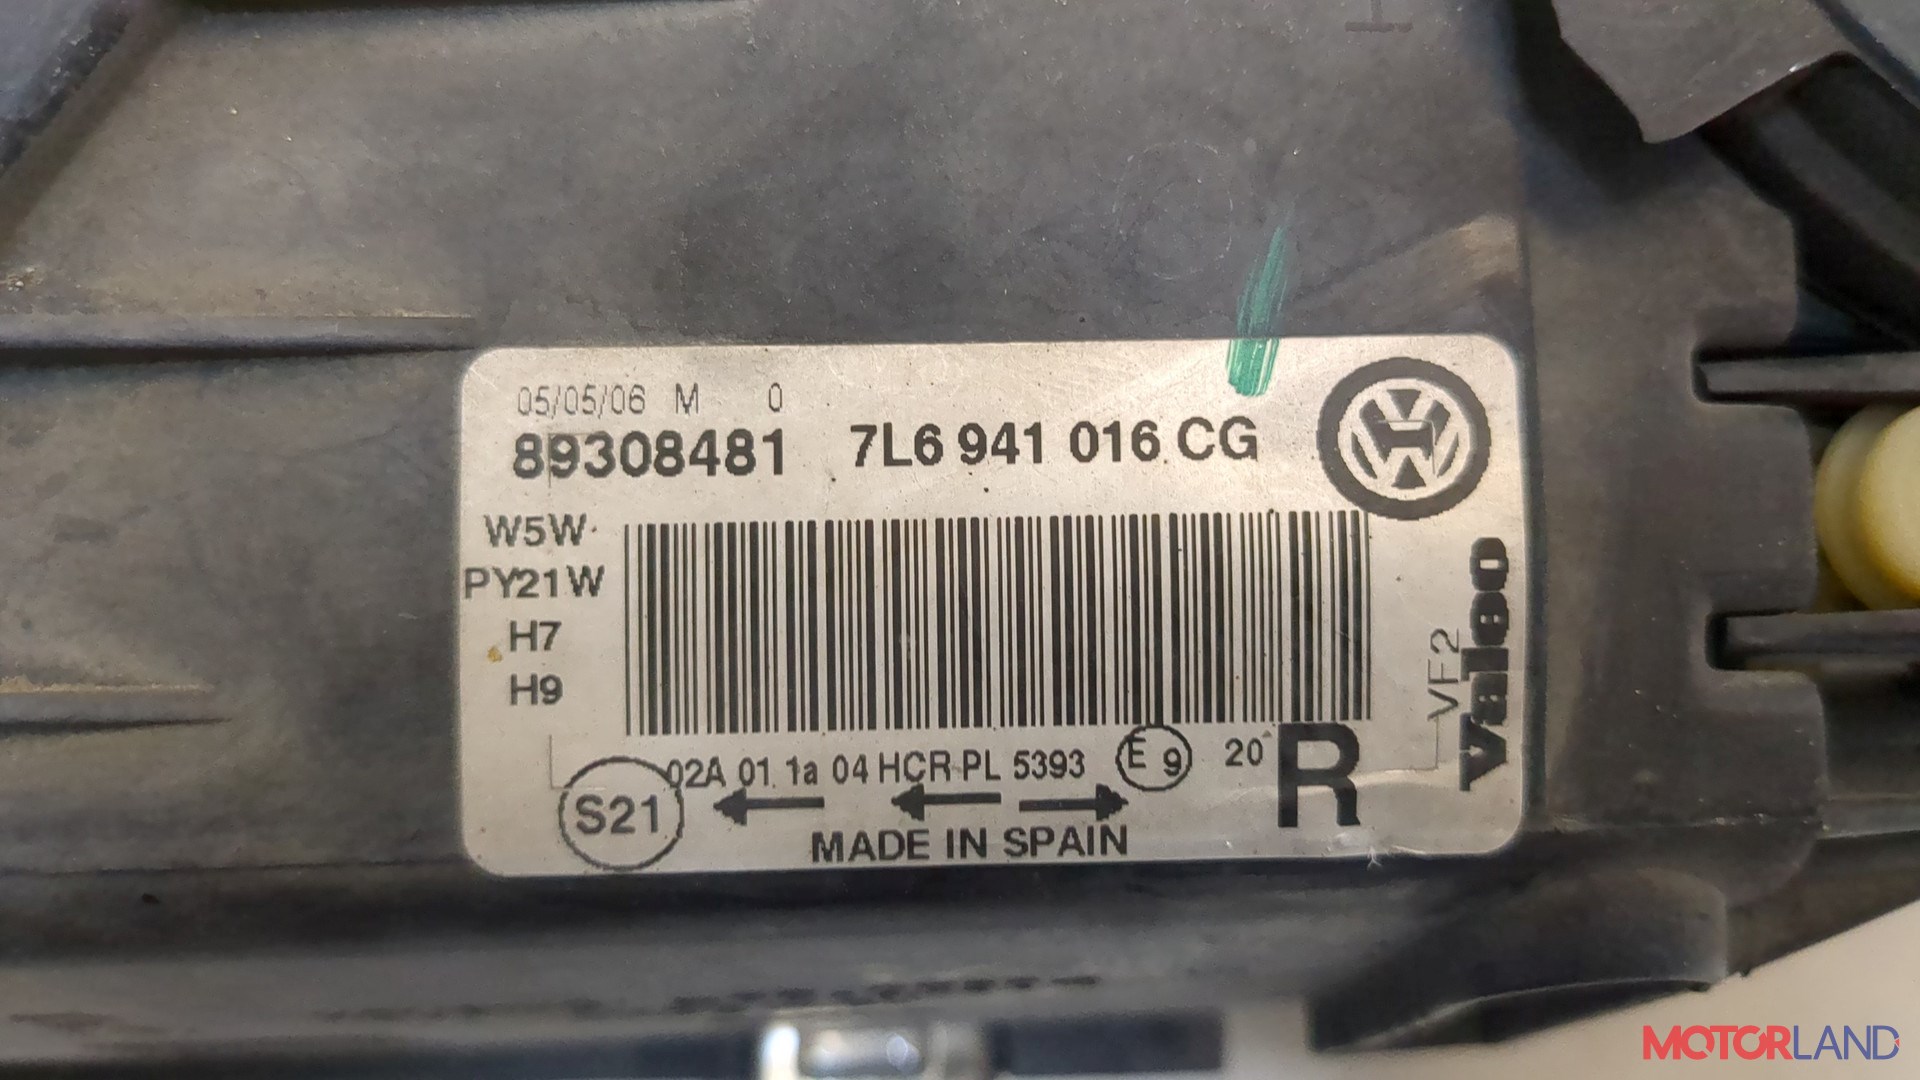 05/05/06 M 0
89308481 7L6 941 016 CG
W5W
PY21W
H7
H9
VF2
Valeo
02A 01 1a 04 HCR PL 5393 E 9 20 R
S21
MADE IN SPAIN
MOTORLAND